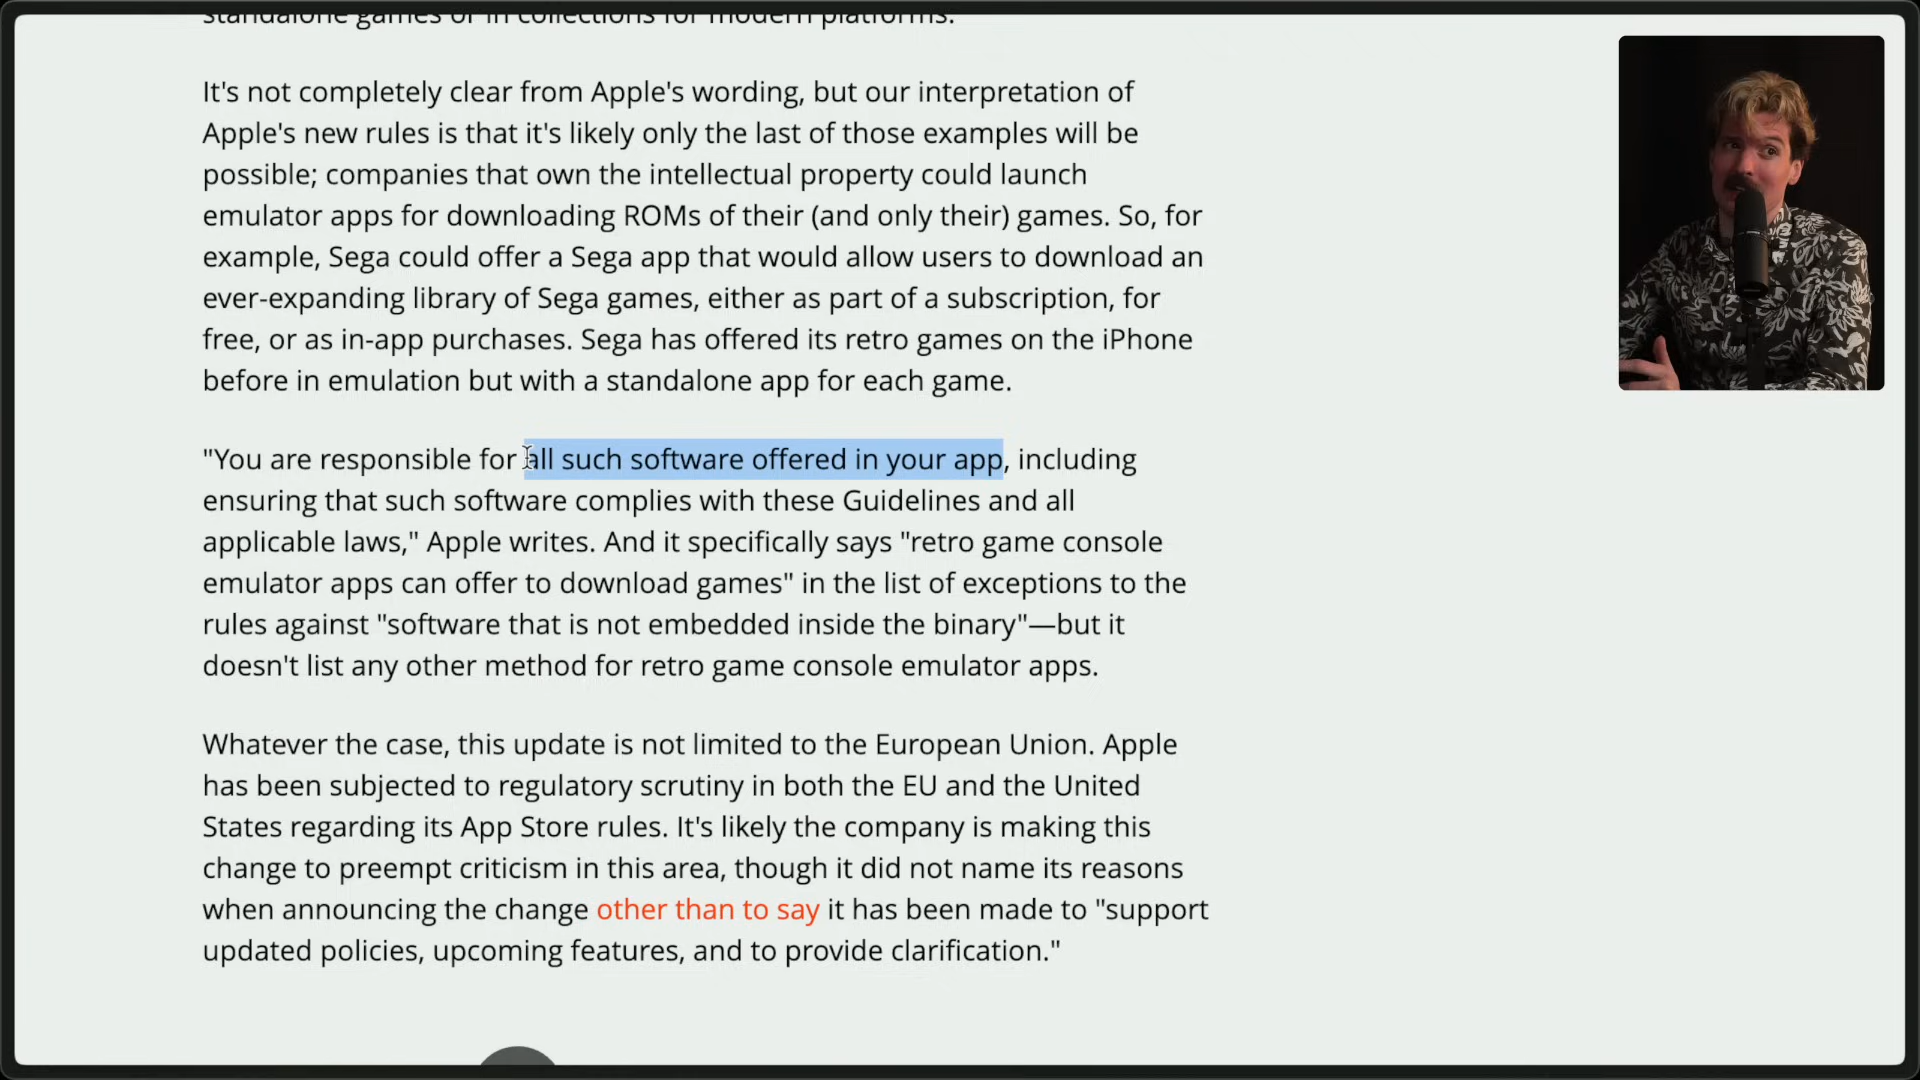 standalone games or in collections for modern platforms.
It's not completely clear from Apple's wording, but our interpretation of
Apple's new rules is that it's likely only the last of those examples will be
possible; companies that own the intellectual property could launch
emulator apps for downloading ROMs of their (and only their) games. So, for
example, Sega could offer a Sega app that would allow users to download an
ever-expanding library of Sega games, either as part of a subscription, for
free, or as in-app purchases. Sega has offered its retro games on the iPhone
before in emulation but with a standalone app for each game.
"You are responsible for all such software offered in your app, including
ensuring that such software complies with these Guidelines and all
applicable laws," Apple writes. And it specifically says "retro game console
emulator apps can offer to download games" in the list of exceptions to the
rules against "software that is not embedded inside the binary"—but it
doesn't list any other method for retro game console emulator apps.
Whatever the case, this update is not limited to the European Union. Apple
has been subjected to regulatory scrutiny in both the EU and the United
States regarding its App Store rules. It's likely the company is making this
change to preempt criticism in this area, though it did not name its reasons
when announcing the change other than to say it has been made to "support
updated policies, upcoming features, and to provide clarification."